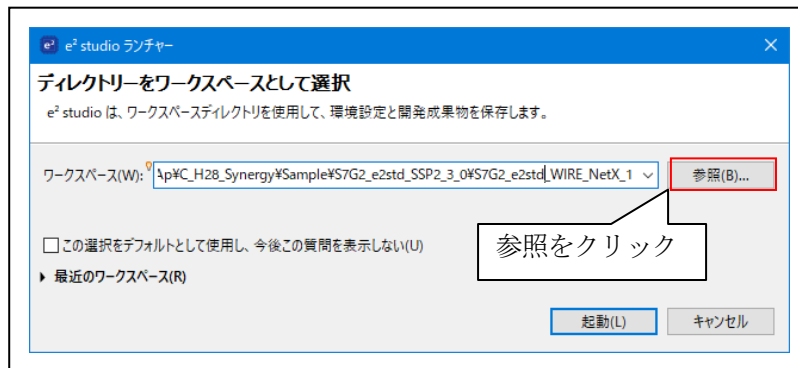 e² studio ランチャー
ディレクトリーをワークスペースとして選択
e² studio は、ワークスペースディレクトリを使用して、環境設定と開発成果物を保存します。
ワークスペース(W): Ap¥C_H28_Synergy¥Sample¥S7G2_e2std_SSP2_3_0¥S7G2_e2std_WIRE_NetX_1 参照(B)...
参照をクリック
この選択をデフォルトとして使用し、今後この質問を表示しない(U)
最近のワークスペース(R)
起動(L) キャンセル